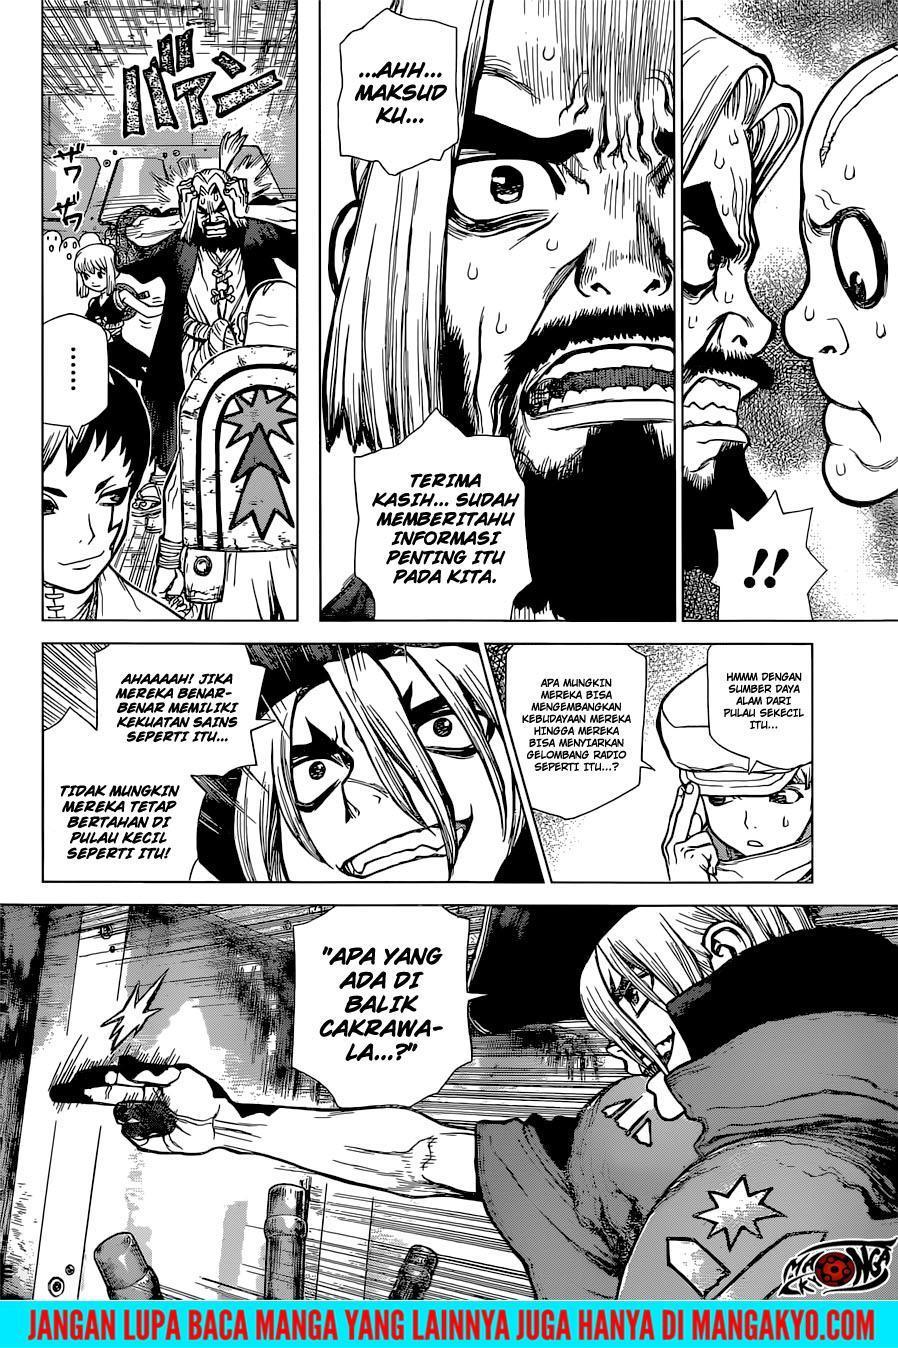 !!
...AHH...
MAKSUD
KU...
TERIMA
KASIH... SUDAH
MEMBERITAHU
INFORMASI
PENTING ITU
PADA KITA.
バァーン
ザワ
ザワ
......
HMMM DENGAN
SUMBER DAYA
ALAM DARI
PULAU SEKECIL
ITU...
APA MUNGKIN
MEREKA BISA
MENGEMBANGKAN
KEBUDAYAAN MEREKA
HINGGA MEREKA
BISA MENYIARKAN
GELOMBANG RADIO
SEPERTI ITU...?
AHAAAAH! JIKA
MEREKA BENAR-
BENAR MEMILIKI
KEKUATAN SAINS
SEPERTI ITU...
TIDAK MUNGKIN
MEREKA TETAP
BERTAHAN DI
PULAU KECIL
SEPERTI ITU!
"APA YANG
ADA DI
BALIK
CAKRAWA-
LA...?"
JANGAN LUPA BACA MANGA YANG LAINNYA JUGA HANYA DI MANGAKYO.COM